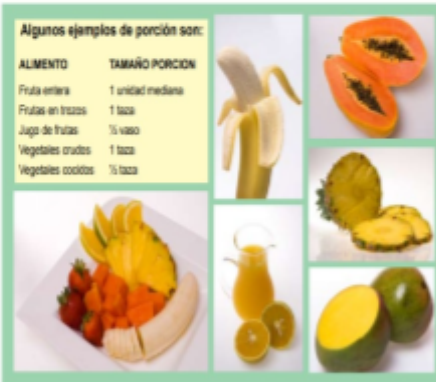 Algunos ejemplos de porción son:
ALIMENTO TAMAÑO PORCION
Fruta entera 1 unidad mediana
Frutas en trozos 1 taza
Jugo de frutas ½ vaso
Vegetales crudos 1 taza
Vegetales cocidos ½ taza